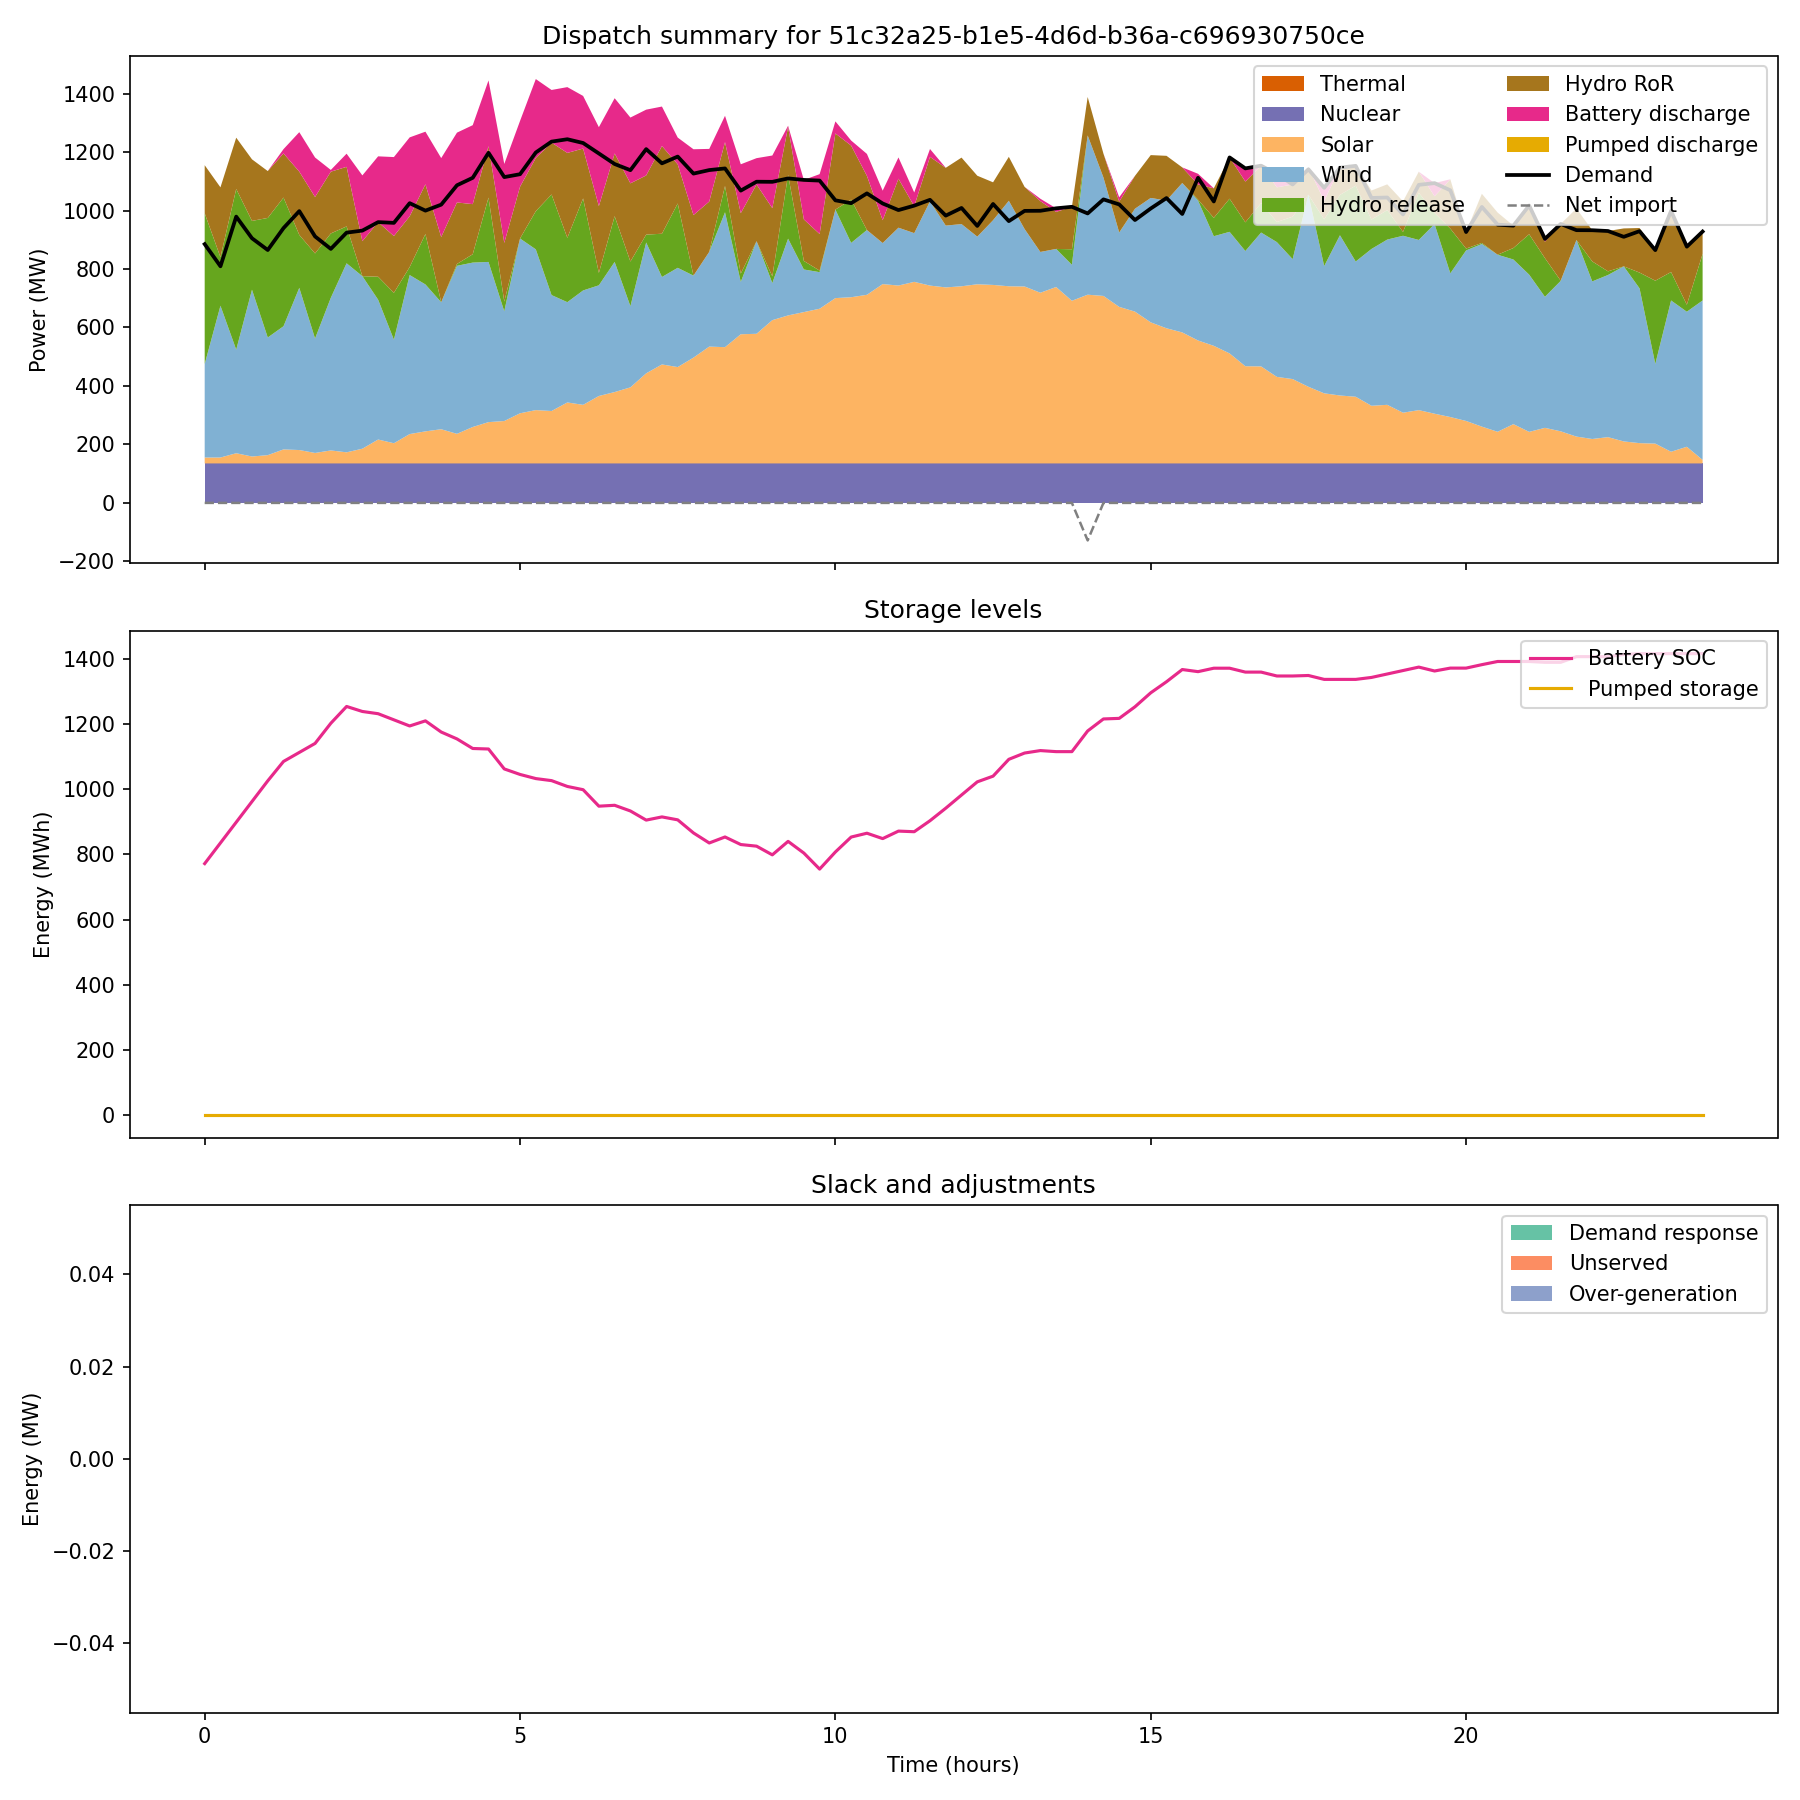 Dispatch summary for 51c32a25-b1e5-4d6d-b36a-c696930750ce
Power (MW)
1400
1200
1000
800
600
400
200
0
−200
Thermal
Nuclear
Solar
Wind
Hydro release
Hydro RoR
Battery discharge
Pumped discharge
Demand
Net import
Storage levels
Energy (MWh)
1400
1200
1000
800
600
400
200
0
Battery SOC
Pumped storage
Slack and adjustments
Energy (MW)
0.04
0.02
0.00
−0.02
−0.04
Demand response
Unserved
Over-generation
0 5 10 15 20
Time (hours)